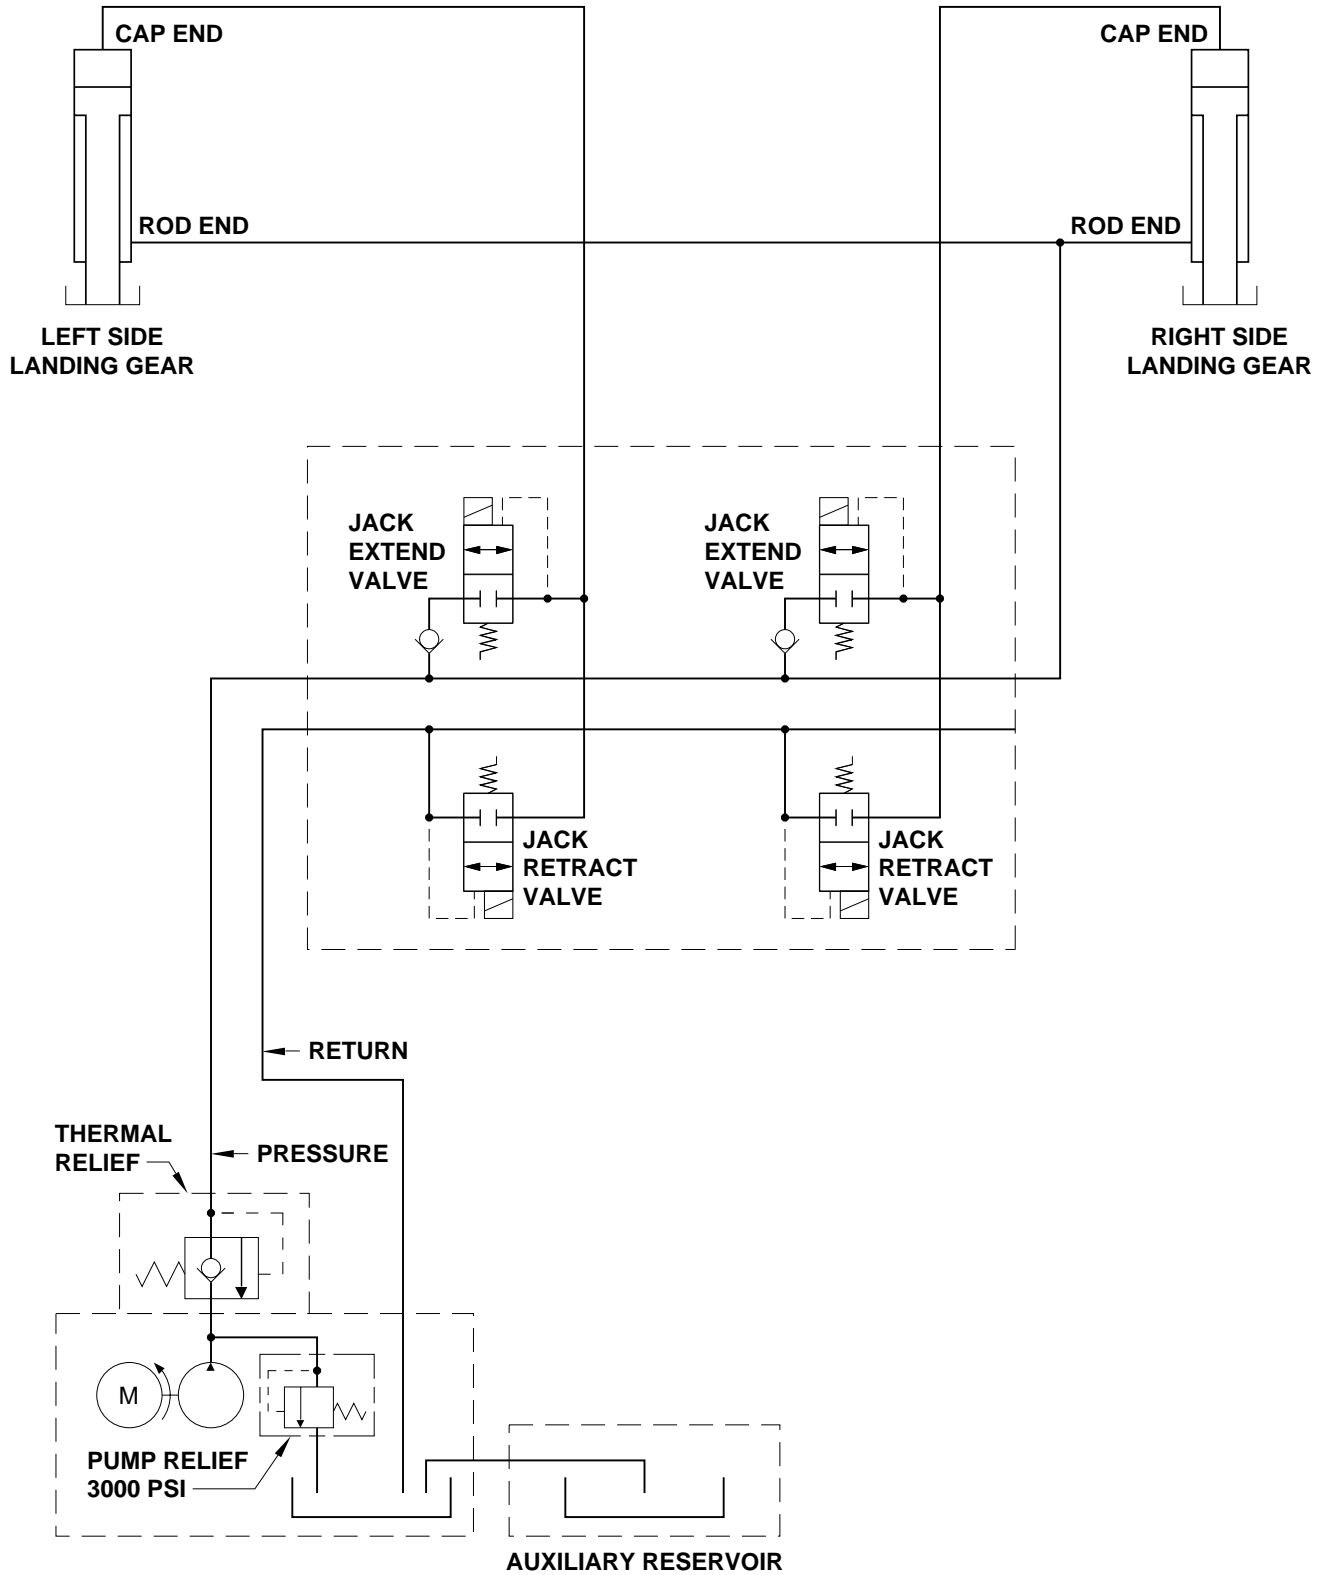 CAP END
CAP END
ROD END
ROD END
LEFT SIDE
LANDING GEAR
RIGHT SIDE
LANDING GEAR
JACK
EXTEND
VALVE
JACK
EXTEND
VALVE
JACK
RETRACT
VALVE
JACK
RETRACT
VALVE
RETURN
THERMAL
RELIEF
PRESSURE
M
PUMP RELIEF
3000 PSI
AUXILIARY RESERVOIR